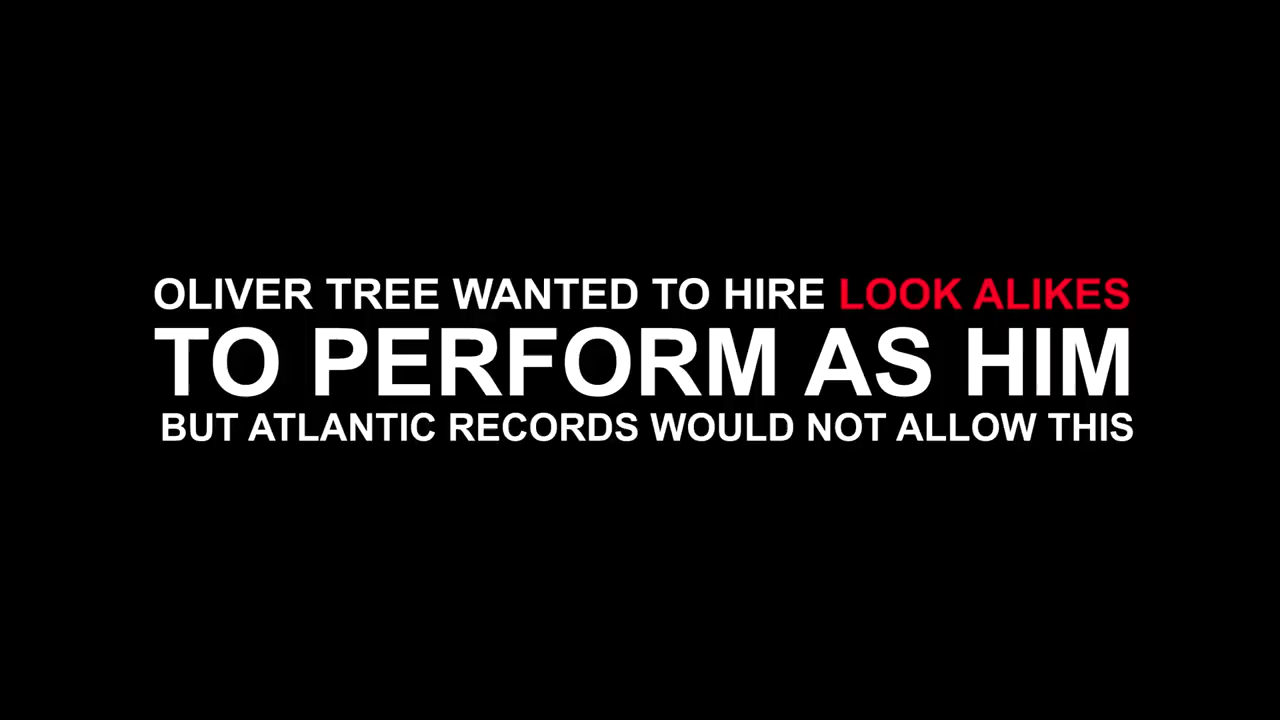 OLIVER TREE WANTED TO HIRE LOOK ALIKES
TO PERFORM AS HIM
BUT ATLANTIC RECORDS WOULD NOT ALLOW THIS